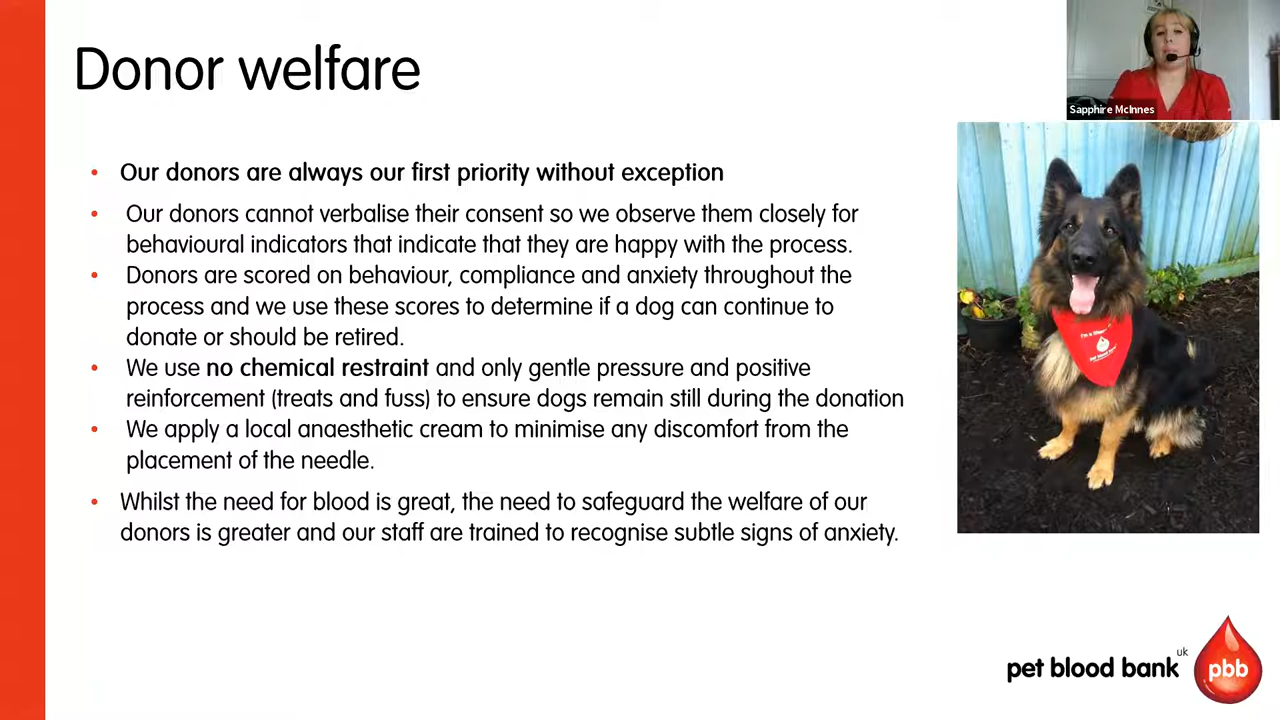 Donor welfare
Sapphire McInnes
• Our donors are always our first priority without exception
• Our donors cannot verbalise their consent so we observe them closely for
behavioural indicators that indicate that they are happy with the process.
• Donors are scored on behaviour, compliance and anxiety throughout the
process and we use these scores to determine if a dog can continue to
donate or should be retired.
• We use no chemical restraint and only gentle pressure and positive
reinforcement (treats and fuss) to ensure dogs remain still during the donation
• We apply a local anaesthetic cream to minimise any discomfort from the
placement of the needle.
• Whilst the need for blood is great, the need to safeguard the welfare of our
donors is greater and our staff are trained to recognise subtle signs of anxiety.
pet blood bank uk
pbb